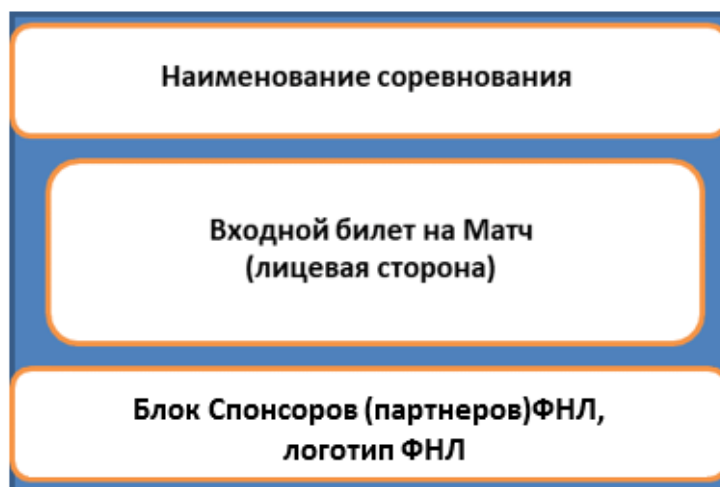 Наименование соревнования
Входной билет на Матч
(лицевая сторона)
Блок Спонсоров (партнеров)ФНЛ,
логотип ФНЛ